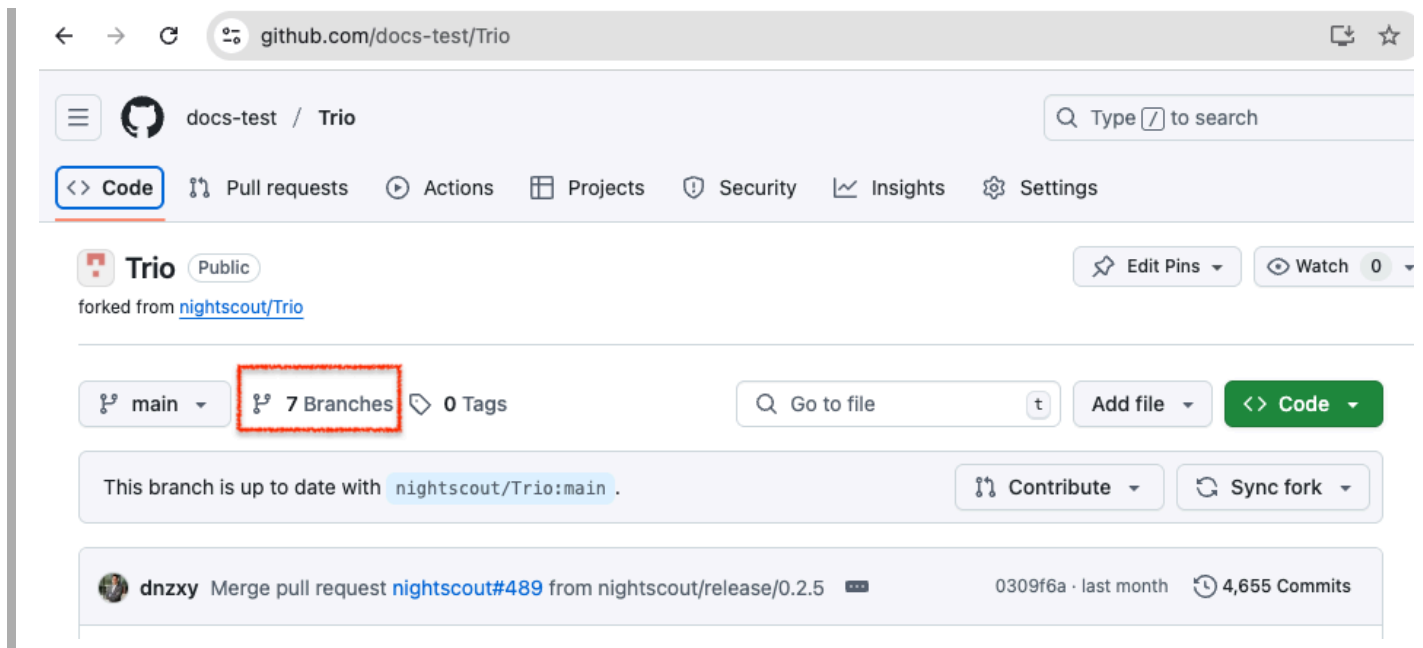 github.com/docs-test/Trio
docs-test / Trio
Type / to search
Code Pull requests Actions Projects Security Insights Settings
Trio Public
Edit Pins Watch 0
forked from nightscout/Trio
main 7 Branches 0 Tags Go to file t Add file <> Code
This branch is up to date with nightscout/Trio:main. Contribute Sync fork
dnzxy Merge pull request nightscout#489 from nightscout/release/0.2.5 0309f6a · last month 4,655 Commits